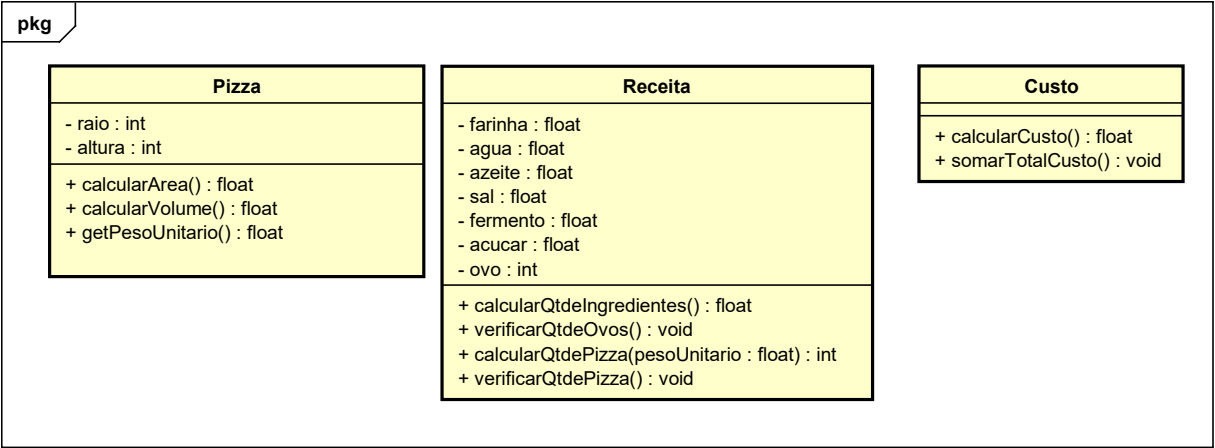 pkg
Pizza
- raio : int
- altura : int
+ calcularArea() : float
+ calcularVolume() : float
+ getPesoUnitario() : float
Receita
- farinha : float
- agua : float
- azeite : float
- sal : float
- fermento : float
- acucar : float
- ovo : int
+ calcularQtdeIngredientes() : float
+ verificarQtdeOvos() : void
+ calcularQtdePizza(pesoUnitario : float) : int
+ verificarQtdePizza() : void
Custo
+ calcularCusto() : float
+ somarTotalCusto() : void